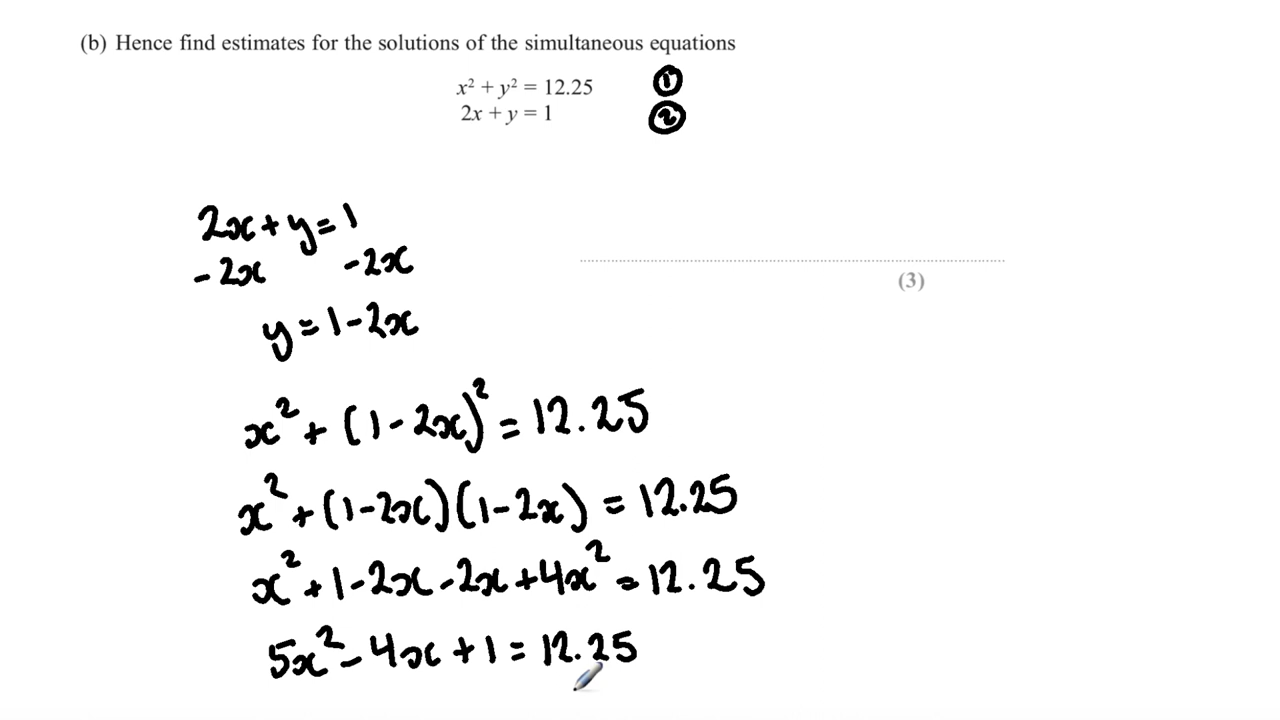 (b) Hence find estimates for the solutions of the simultaneous equations
x² + y² = 12.25 ①
2x + y = 1 ②
2x + y = 1
-2x -2x
y = 1 - 2x
(3)
x² + (1 - 2x)² = 12.25
x² + (1 - 2x)(1 - 2x) = 12.25
x² + 1 - 2x - 2x + 4x² = 12.25
5x² - 4x + 1 = 12.25